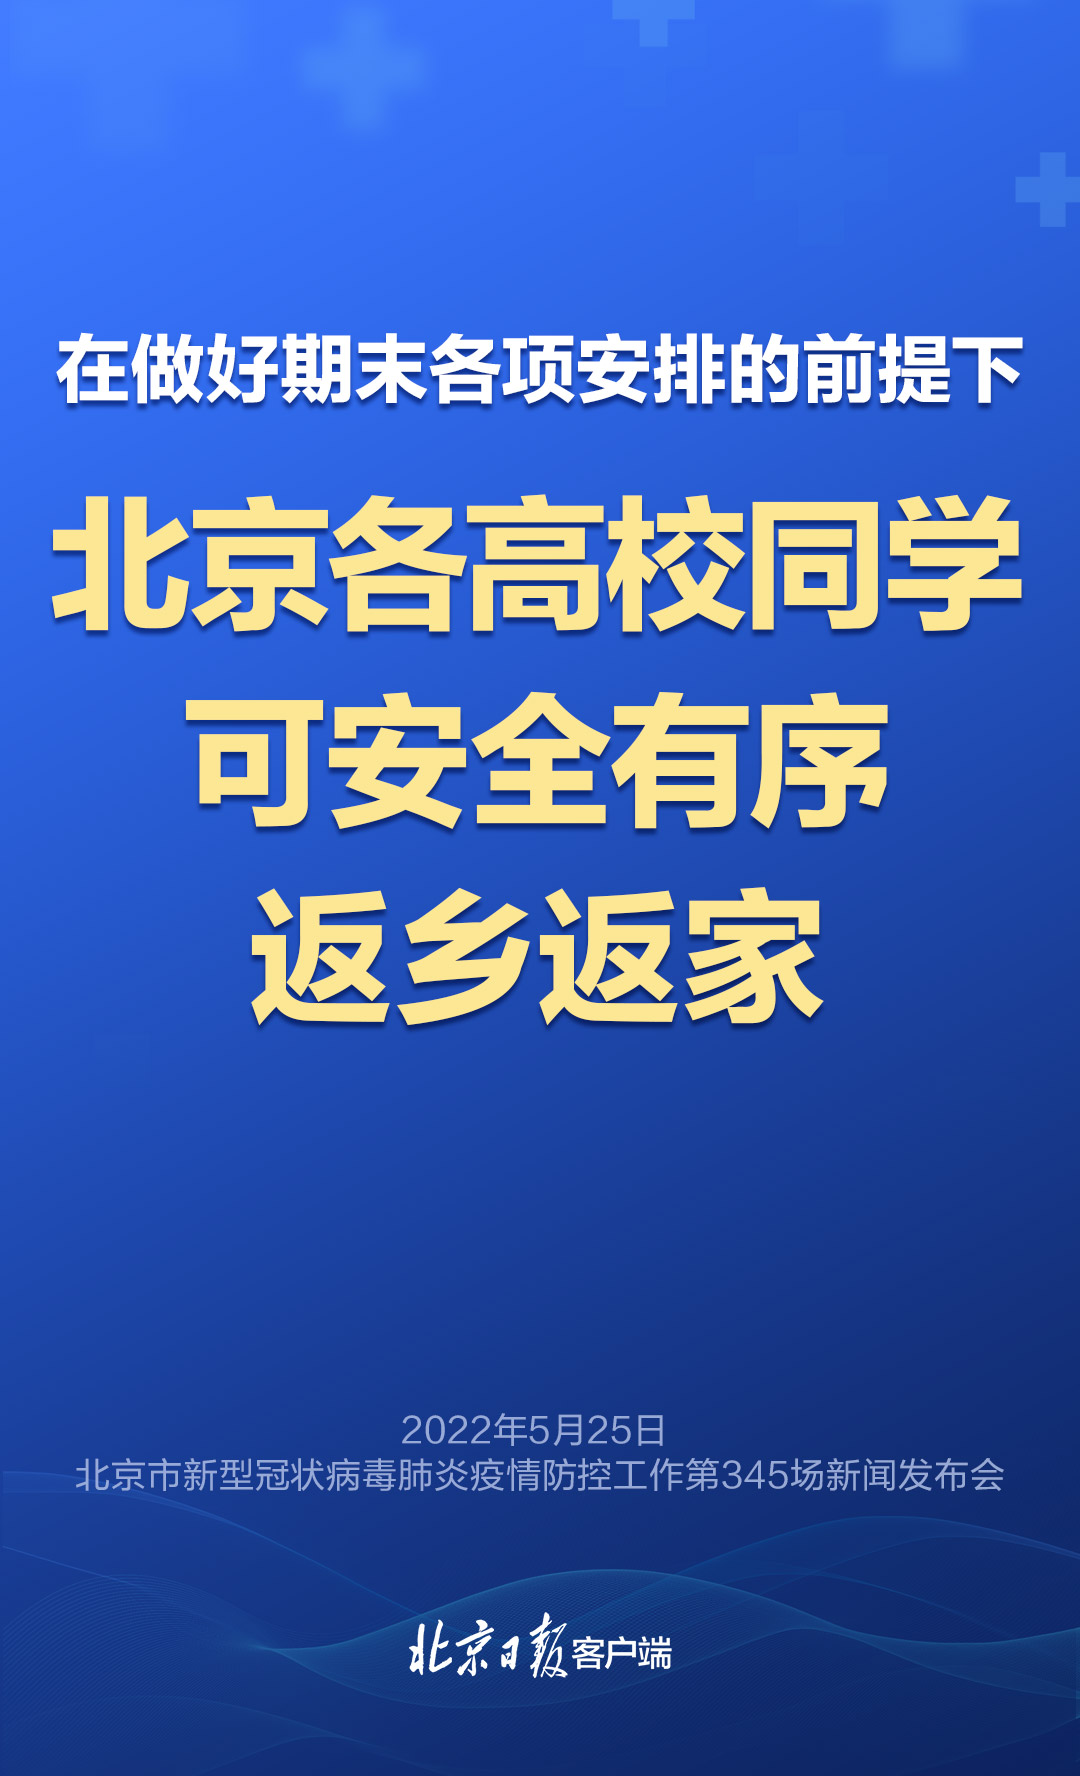 在做好期末各项安排的前提下
北京各高校同学
可安全有序
返乡返家
2022年5月25日
北京市新型冠状病毒肺炎疫情防控工作第345场新闻发布会
北京日报客户端